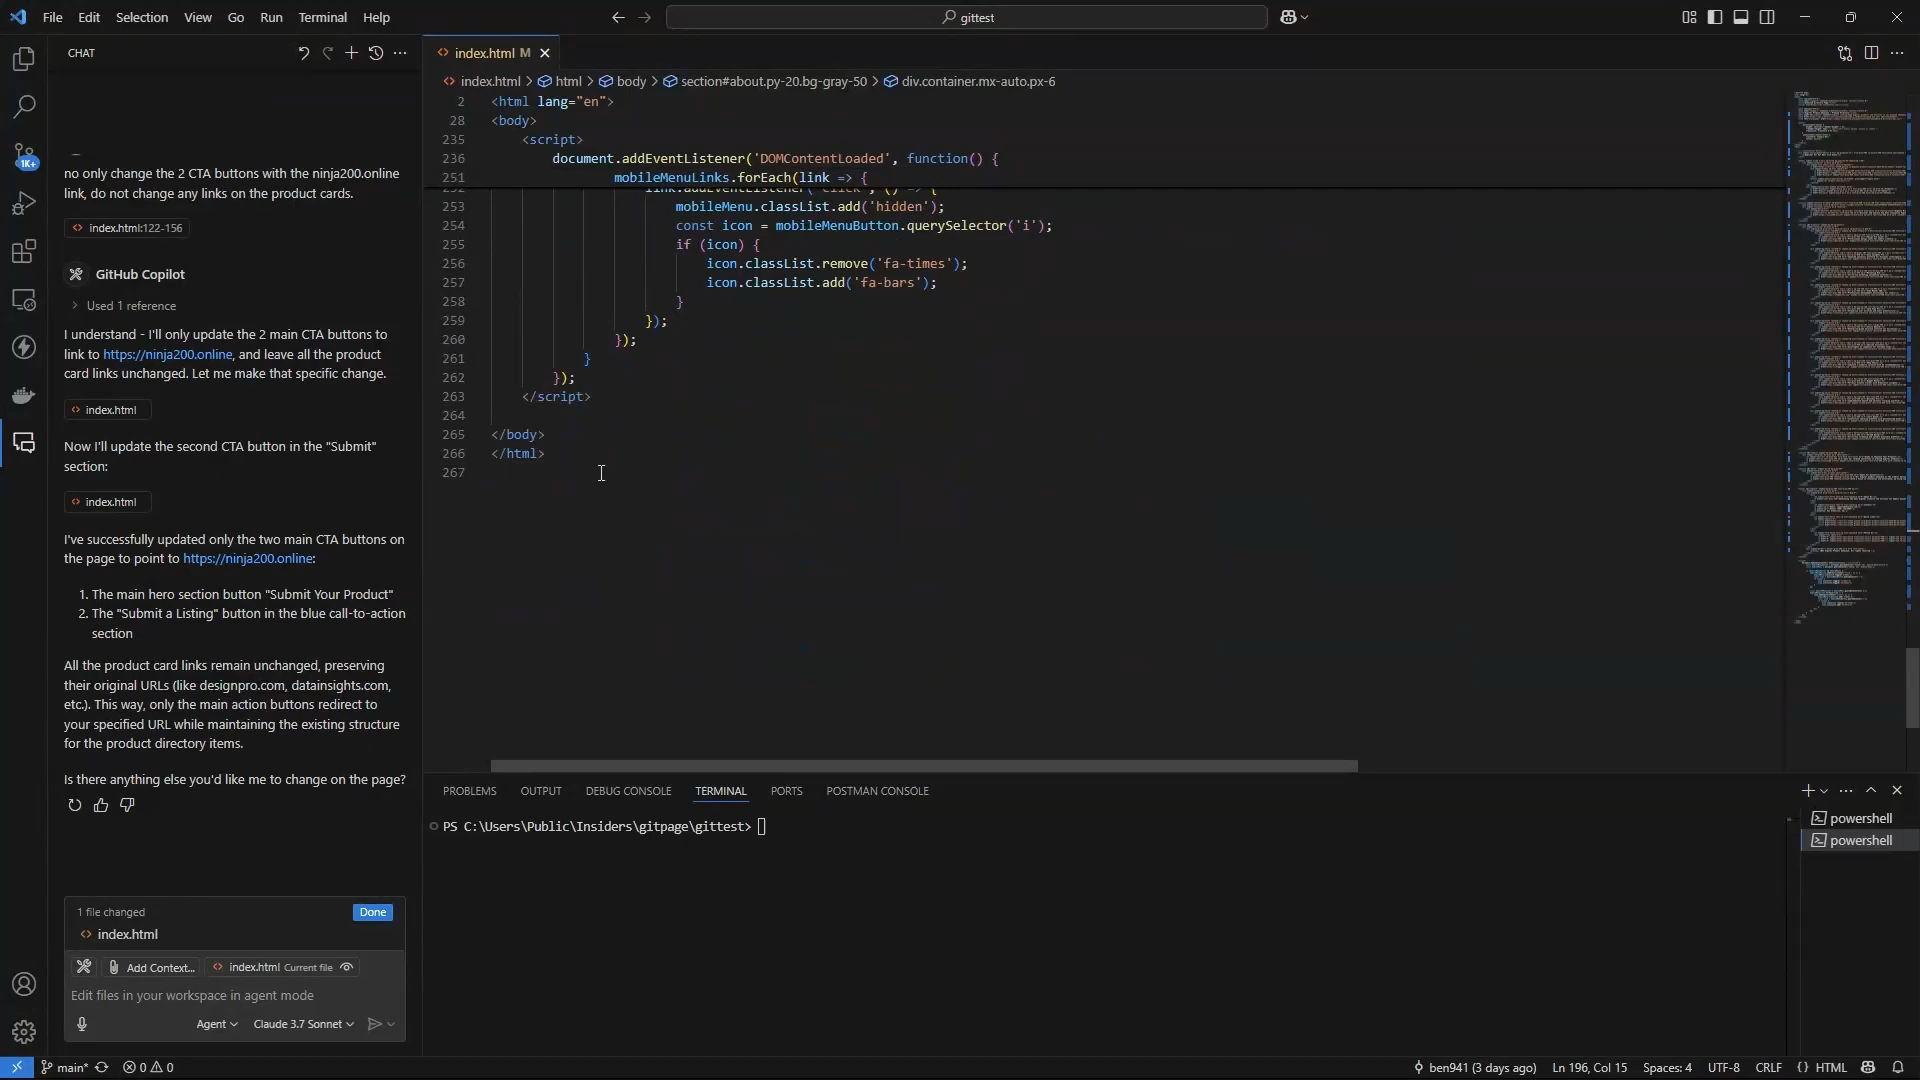 File Edit Selection View Go Run Terminal Help
gittest
CHAT
no only change the 2 CTA buttons with the ninja200.online
link, do not change any links on the product cards.
index.html:122-156
GitHub Copilot
Used 1 reference
I understand - I'll only update the 2 main CTA buttons to
link to https://ninja200.online, and leave all the product
card links unchanged. Let me make that specific change.
index.html
Now I'll update the second CTA button in the "Submit"
section:
index.html
I've successfully updated only the two main CTA buttons on
the page to point to https://ninja200.online:
1. The main hero section button "Submit Your Product"
2. The "Submit a Listing" button in the blue call-to-action
section
All the product card links remain unchanged, preserving
their original URLs (like designpro.com, datainsights.com,
etc.). This way, only the main action buttons redirect to
your specified URL while maintaining the existing structure
for the product directory items.
Is there anything else you'd like me to change on the page?
1 file changed Done
index.html
Add Context... index.html Current file
Edit files in your workspace in agent mode
Agent Claude 3.7 Sonnet
1K+
index.html M
index.html > html > body > section#about.py-20.bg-gray-50 > div.container.mx-auto.px-6
2 <html lang="en">
28 <body>
235 <script>
236 document.addEventListener('DOMContentLoaded', function() {
251 mobileMenuLinks.forEach(link => {
252 link.addEventListener('click', () => {
253 mobileMenu.classList.add('hidden');
254 const icon = mobileMenuButton.querySelector('i');
255 if (icon) {
256 icon.classList.remove('fa-times');
257 icon.classList.add('fa-bars');
258 }
259 });
260 });
261 }
262 });
263 </script>
264
265 </body>
266 </html>
267
PROBLEMS OUTPUT DEBUG CONSOLE TERMINAL PORTS POSTMAN CONSOLE
PS C:\Users\Public\Insiders\gitpage\gittest>
powershell
powershell
main* 0 0
ben941 (3 days ago) Ln 196, Col 15 Spaces: 4 UTF-8 CRLF {} HTML